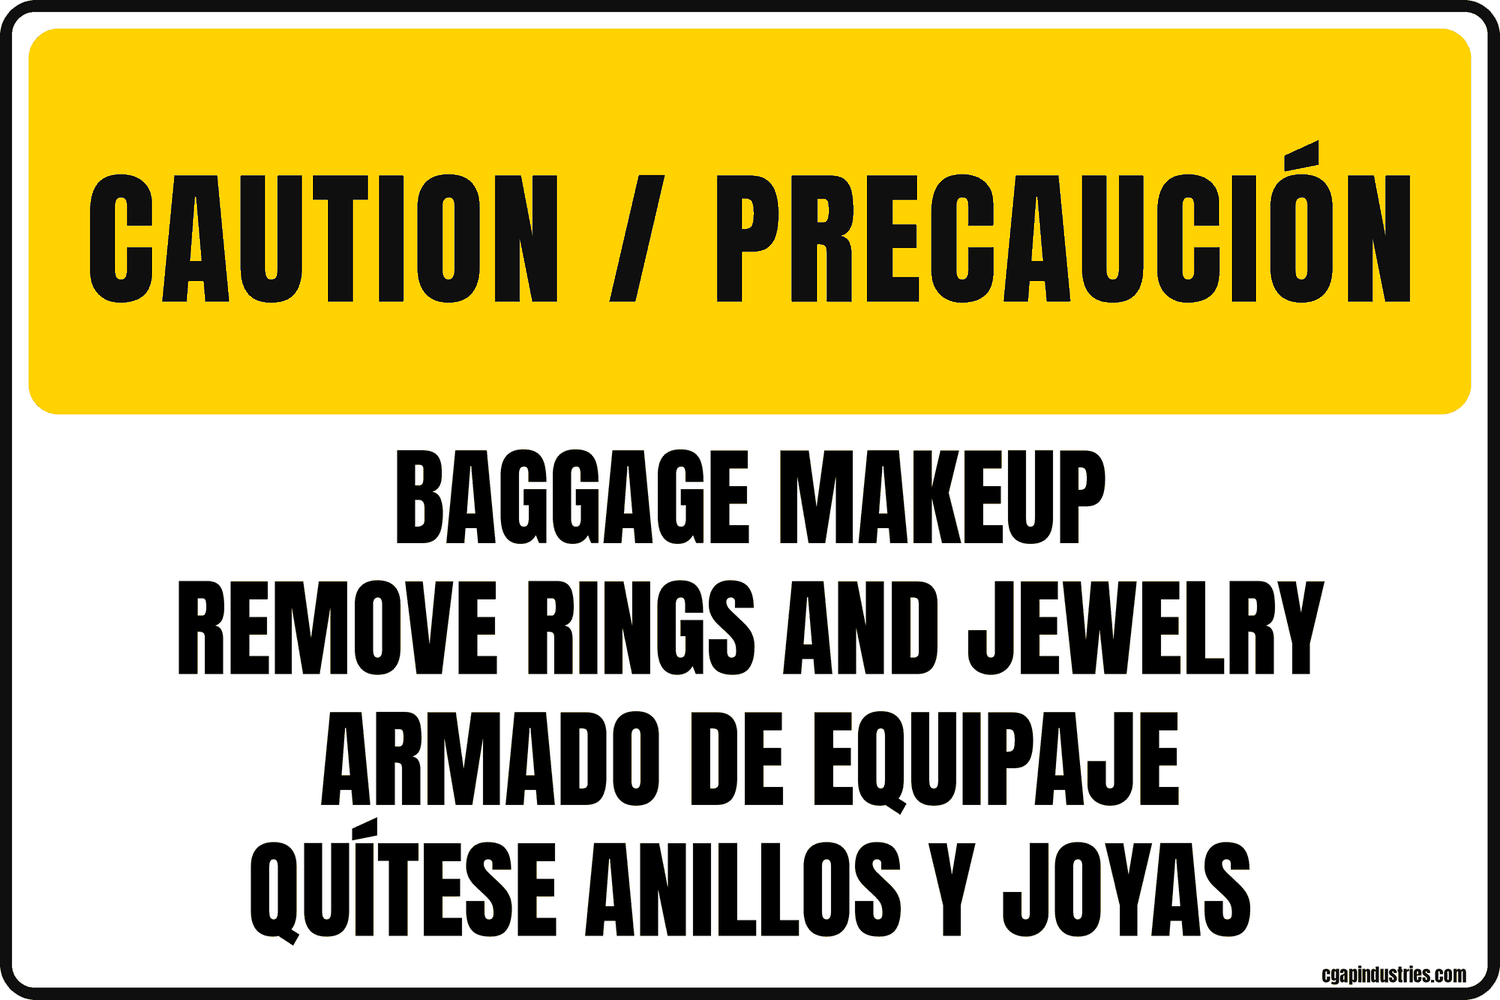 CAUTION / PRECAUCIÓN
BAGGAGE MAKEUP
REMOVE RINGS AND JEWELRY
ARMADO DE EQUIPAJE
QUÍTESE ANILLOS Y JOYAS
cgapindustries.com